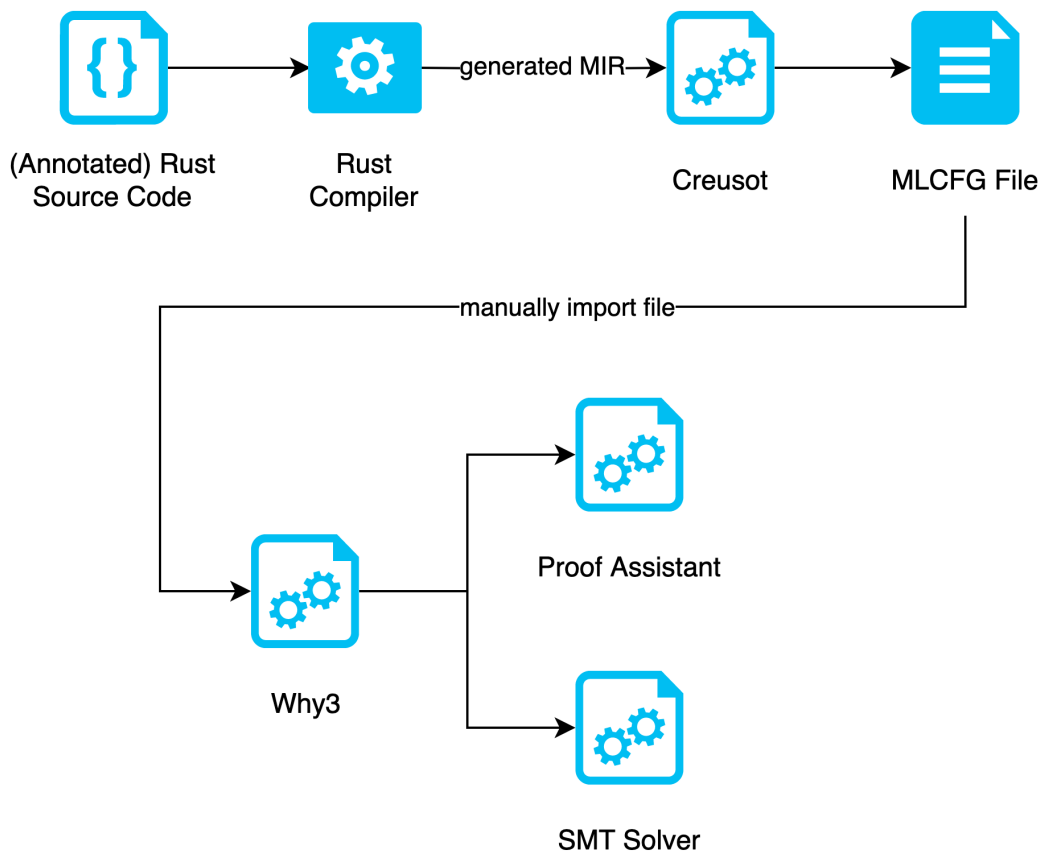 generated MIR
(Annotated) Rust
Source Code
Rust
Compiler
Creusot
MLCFG File
manually import file
Proof Assistant
Why3
SMT Solver